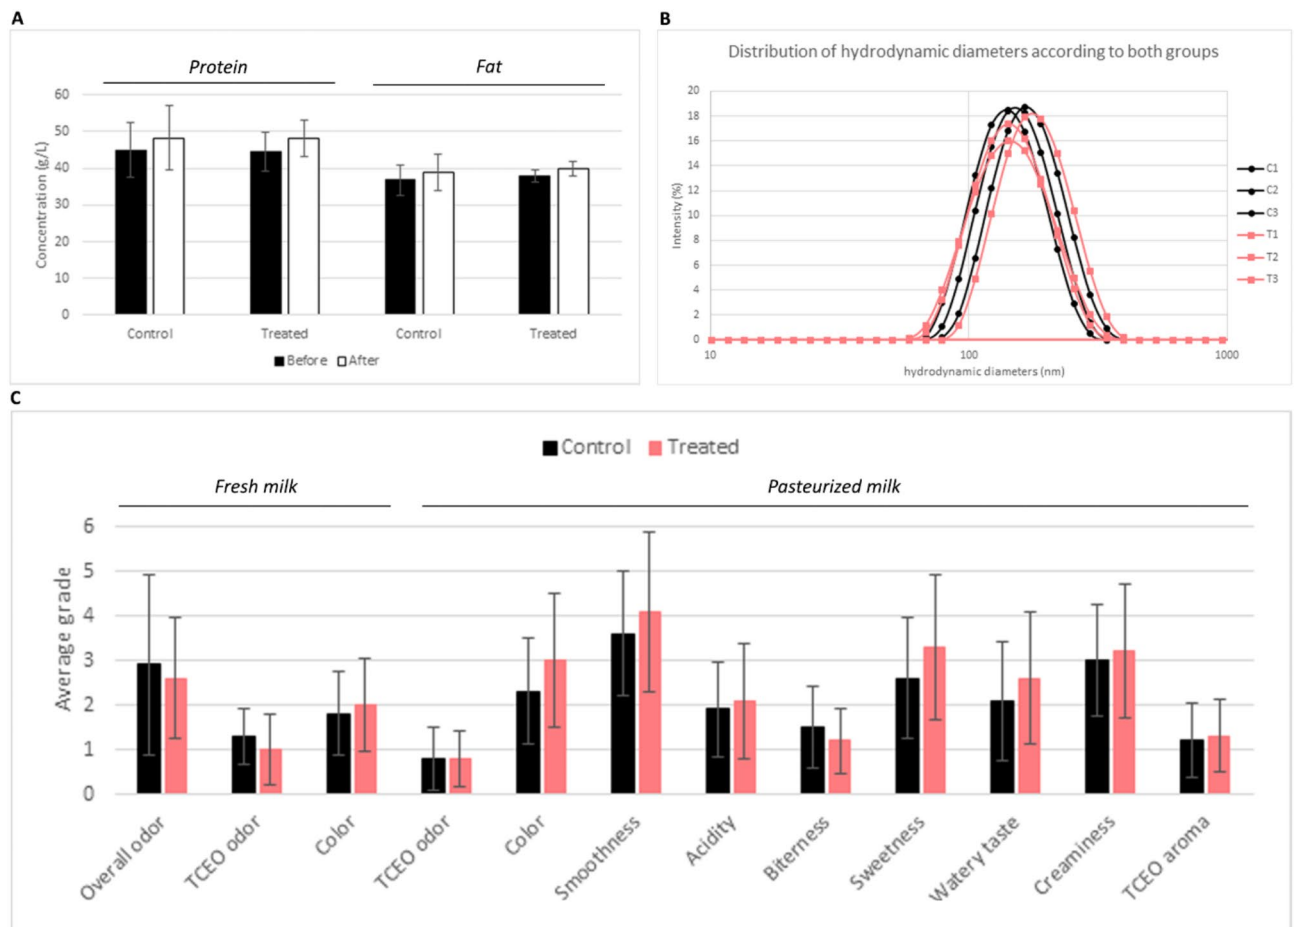 A
Protein
Fat
Concentration (g/L)
60
50
40
30
20
10
0
Control
Treated
Control
Treated
Before
After
B
Distribution of hydrodynamic diameters according to both groups
Intensity (%)
20
18
16
14
12
10
8
6
4
2
0
10
100
1000
hydrodynamic diameters (nm)
C1
C2
C3
T1
T2
T3
C
Control
Treated
Fresh milk
Pasteurized milk
Average grade
6
5
4
3
2
1
0
Overall odor
TCEO odor
Color
TCEO odor
Color
Smoothness
Acidity
Biterness
Sweetness
Watery taste
Creaminess
TCEO aroma